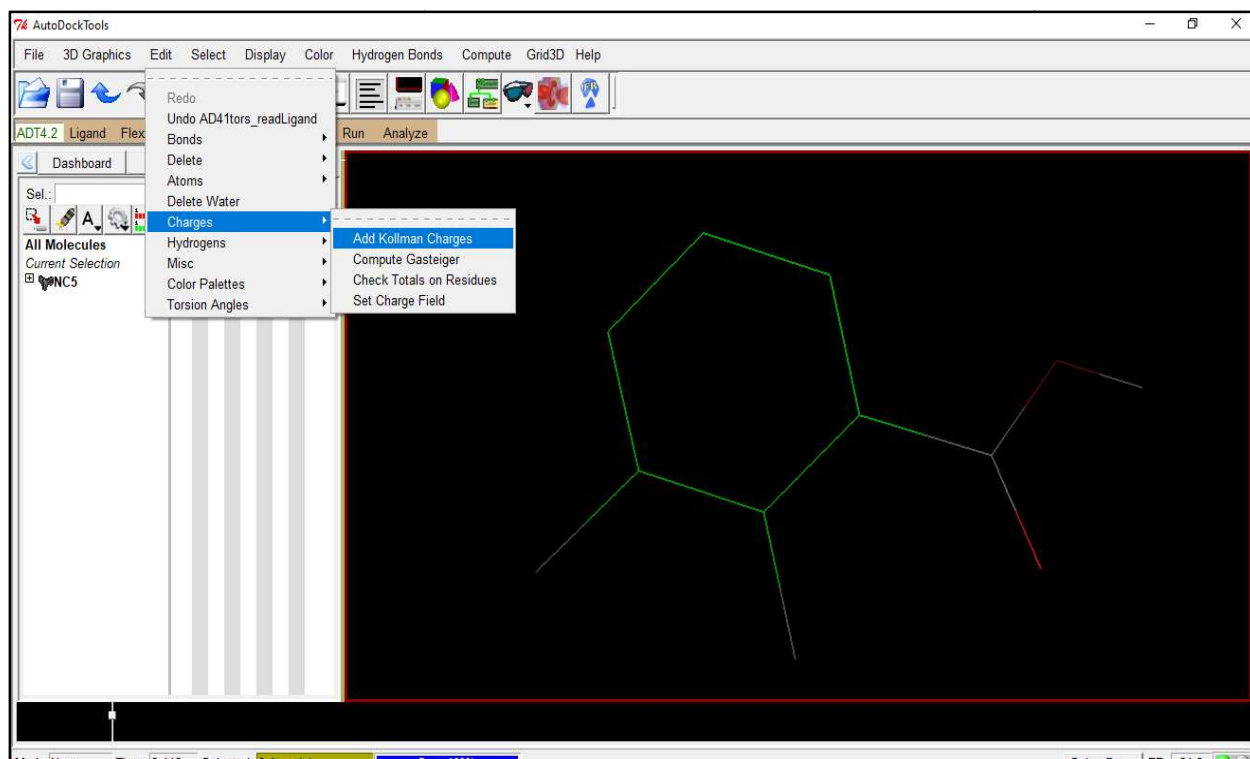 AutoDockTools
File 3D Graphics Edit Select Display Color Hydrogen Bonds Compute Grid3D Help
ADT4.2 Ligand Flex Run Analyze
Dashboard
Sel.:
A
All Molecules
Current Selection
NC5
Redo
Undo AD41tors_readLigand
Bonds
Delete
Atoms
Delete Water
Charges
Hydrogens
Misc
Color Palettes
Torsion Angles
Add Kollman Charges
Compute Gasteiger
Check Totals on Residues
Set Charge Field